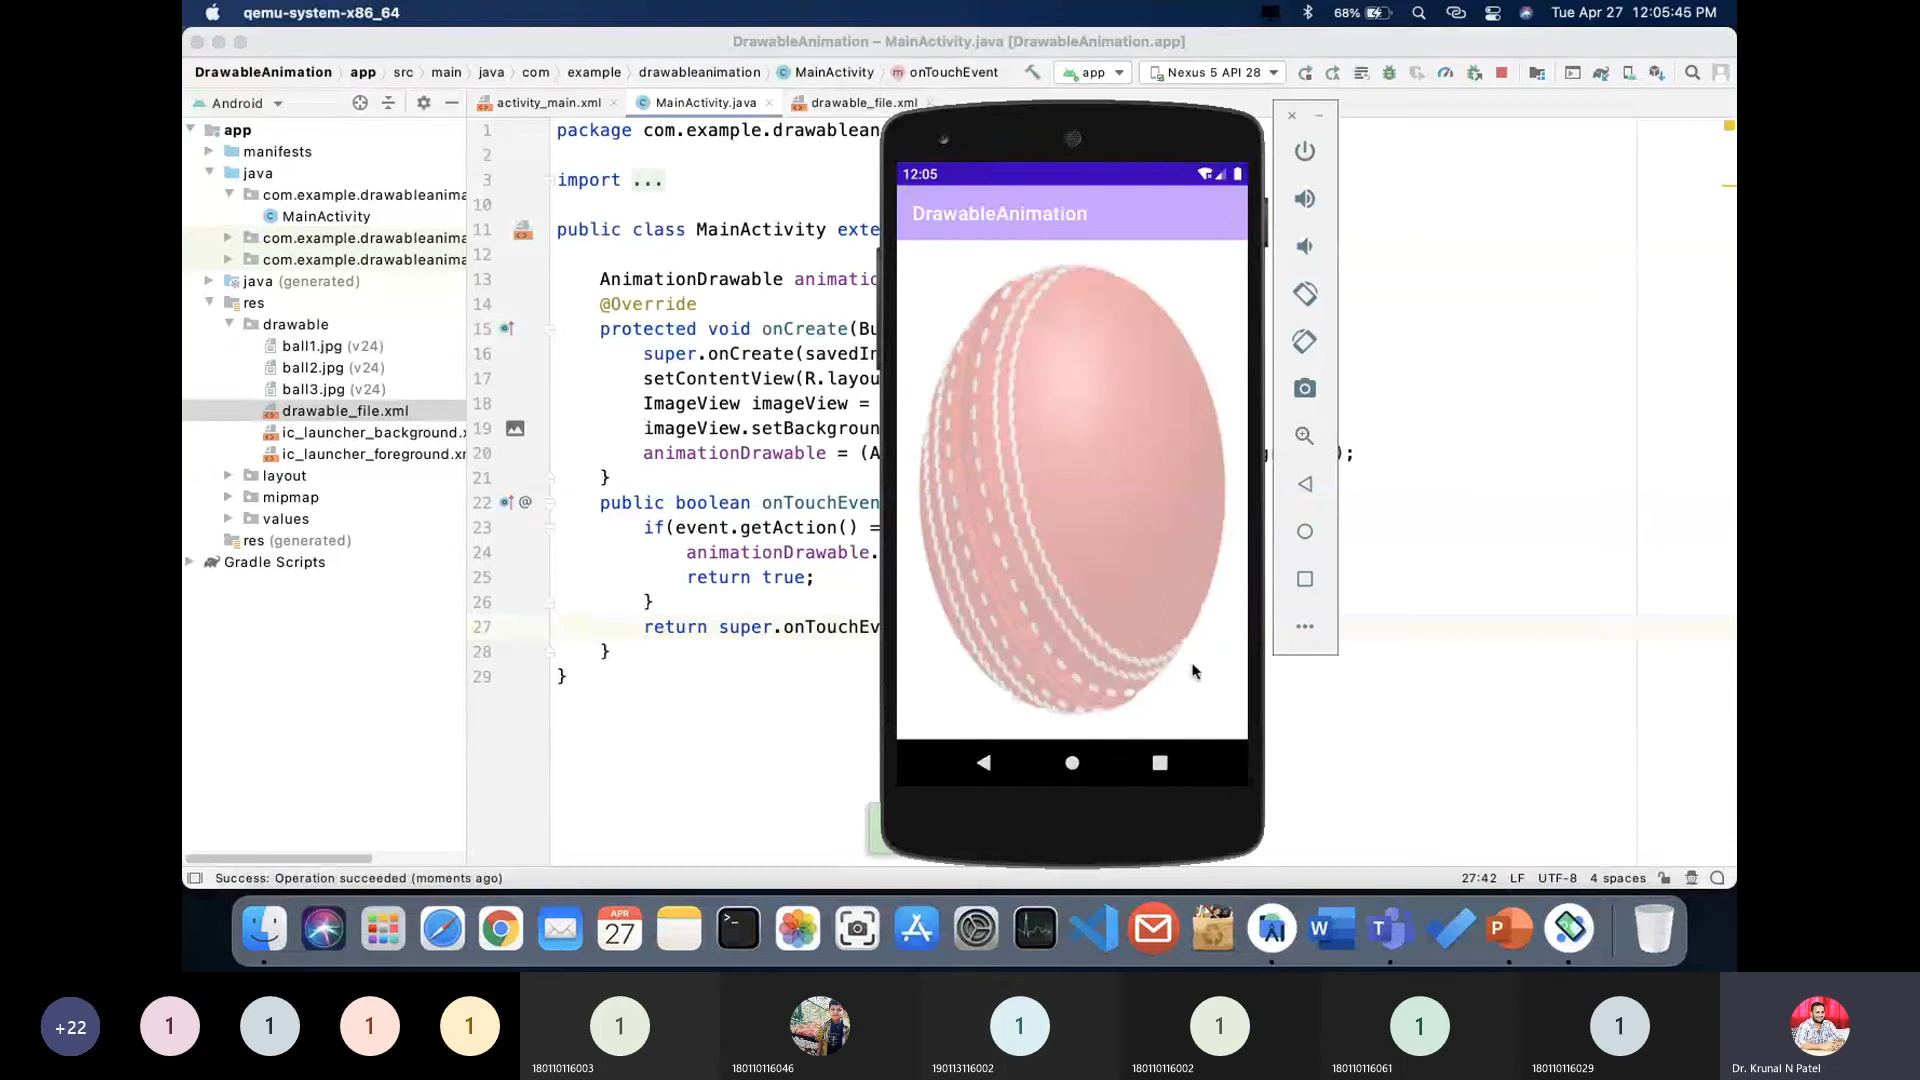 qemu-system-x86_64
68%
Tue Apr 27 12:05:45 PM
DrawableAnimation – MainActivity.java [DrawableAnimation.app]
DrawableAnimation
app
src
main
java
com
example
drawableanimation
MainActivity
onTouchEvent
app
Nexus 5 API 28
Android
activity_main.xml
MainActivity.java
drawable_file.xml
app
manifests
java
com.example.drawableanima
MainActivity
com.example.drawableanima
com.example.drawableanima
java (generated)
res
drawable
ball1.jpg (v24)
ball2.jpg (v24)
ball3.jpg (v24)
drawable_file.xml
ic_launcher_background.x
ic_launcher_foreground.xr
layout
mipmap
values
res (generated)
Gradle Scripts
1 package com.example.drawablean
2
3 import ...
10
11 public class MainActivity exte
12
13 AnimationDrawable animatio
14 @Override
15 protected void onCreate(Bu
16 super.onCreate(savedIn
17 setContentView(R.layou
18 ImageView imageView =
19 imageView.setBackgroun
20 animationDrawable = (A );
21 }
22 @ public boolean onTouchEven
23 if(event.getAction() =
24 animationDrawable.
25 return true;
26 }
27 return super.onTouchEv
28 }
29 }
12:05
DrawableAnimation
Success: Operation succeeded (moments ago)
27:42 LF UTF-8 4 spaces
APR
27
W
T
P
+22
1
1
1
1
1
1
1
1
1
180110116003
180110116046
190113116002
180110116002
180110116061
180110116029
Dr. Krunal N Patel